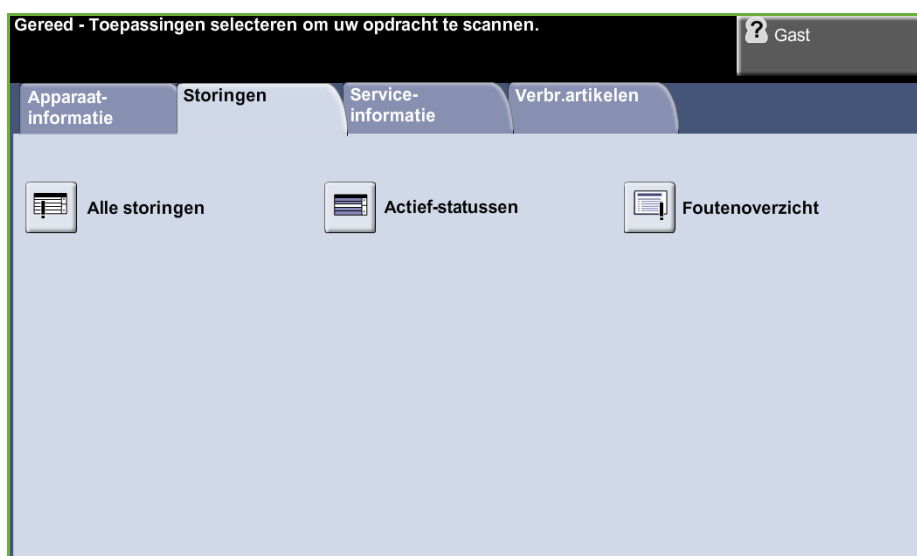 Gereed - Toepassingen selecteren om uw opdracht te scannen.
Gast
Apparaat-
informatie
Storingen
Service-
informatie
Verbr.artikelen
Alle storingen
Actief-statussen
Foutenoverzicht